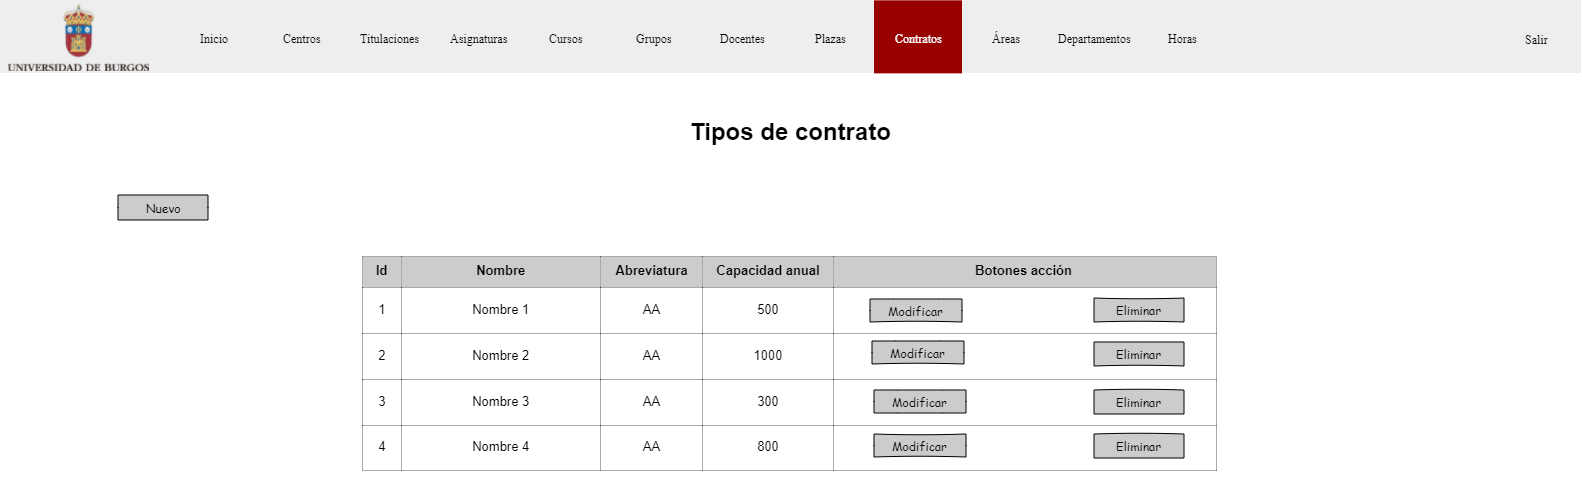 UNIVERSIDAD DE BURGOS
Inicio Centros Titulaciones Asignaturas Cursos Grupos Docentes Plazas Contratos Áreas Departamentos Horas Salir
Tipos de contrato
Nuevo
Id Nombre Abreviatura Capacidad anual Botones acción
1 Nombre 1 AA 500 Modificar Eliminar
2 Nombre 2 AA 1000 Modificar Eliminar
3 Nombre 3 AA 300 Modificar Eliminar
4 Nombre 4 AA 800 Modificar Eliminar